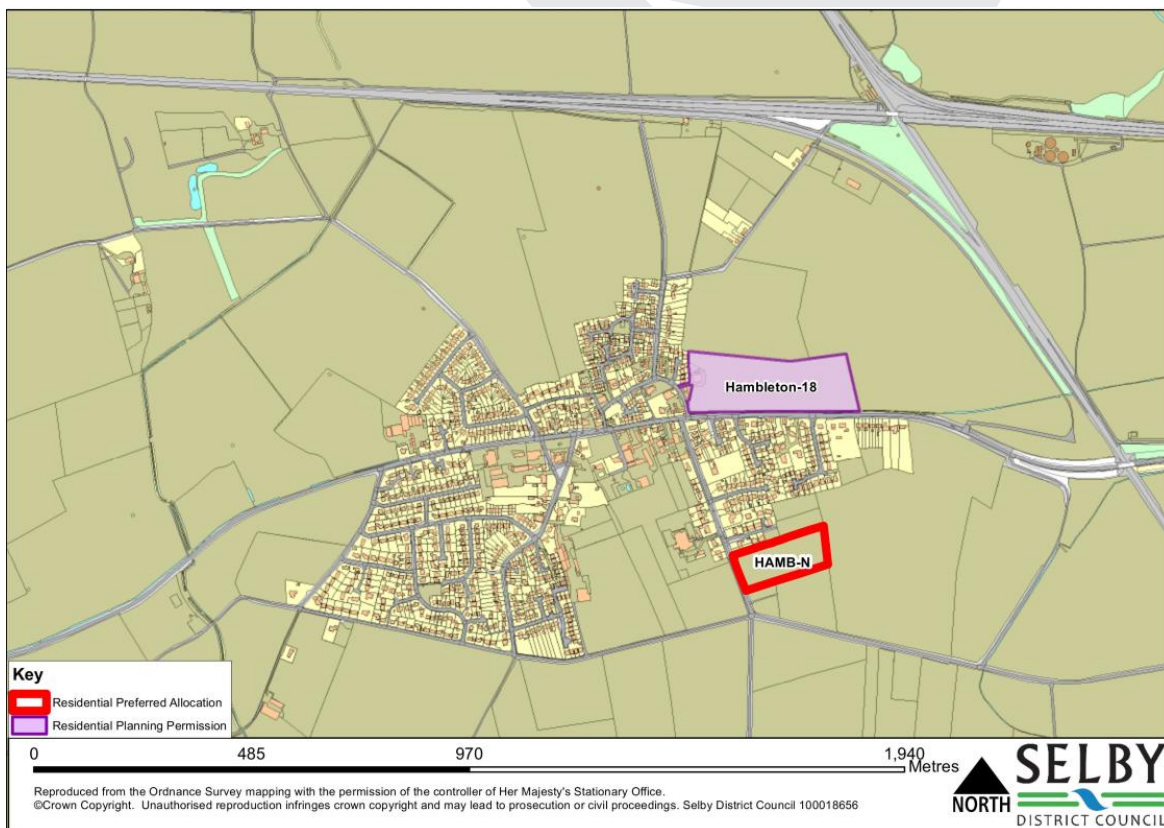 Hambleton-18
HAMB-N
Key
Residential Preferred Allocation
Residential Planning Permission
0 485 970 1,940
Metres
Reproduced from the Ordnance Survey mapping with the permission of the controller of Her Majesty's Stationary Office.
©Crown Copyright. Unauthorised reproduction infringes crown copyright and may lead to prosecution or civil proceedings. Selby District Council 100018656
NORTH
SELBY
DISTRICT COUNCIL